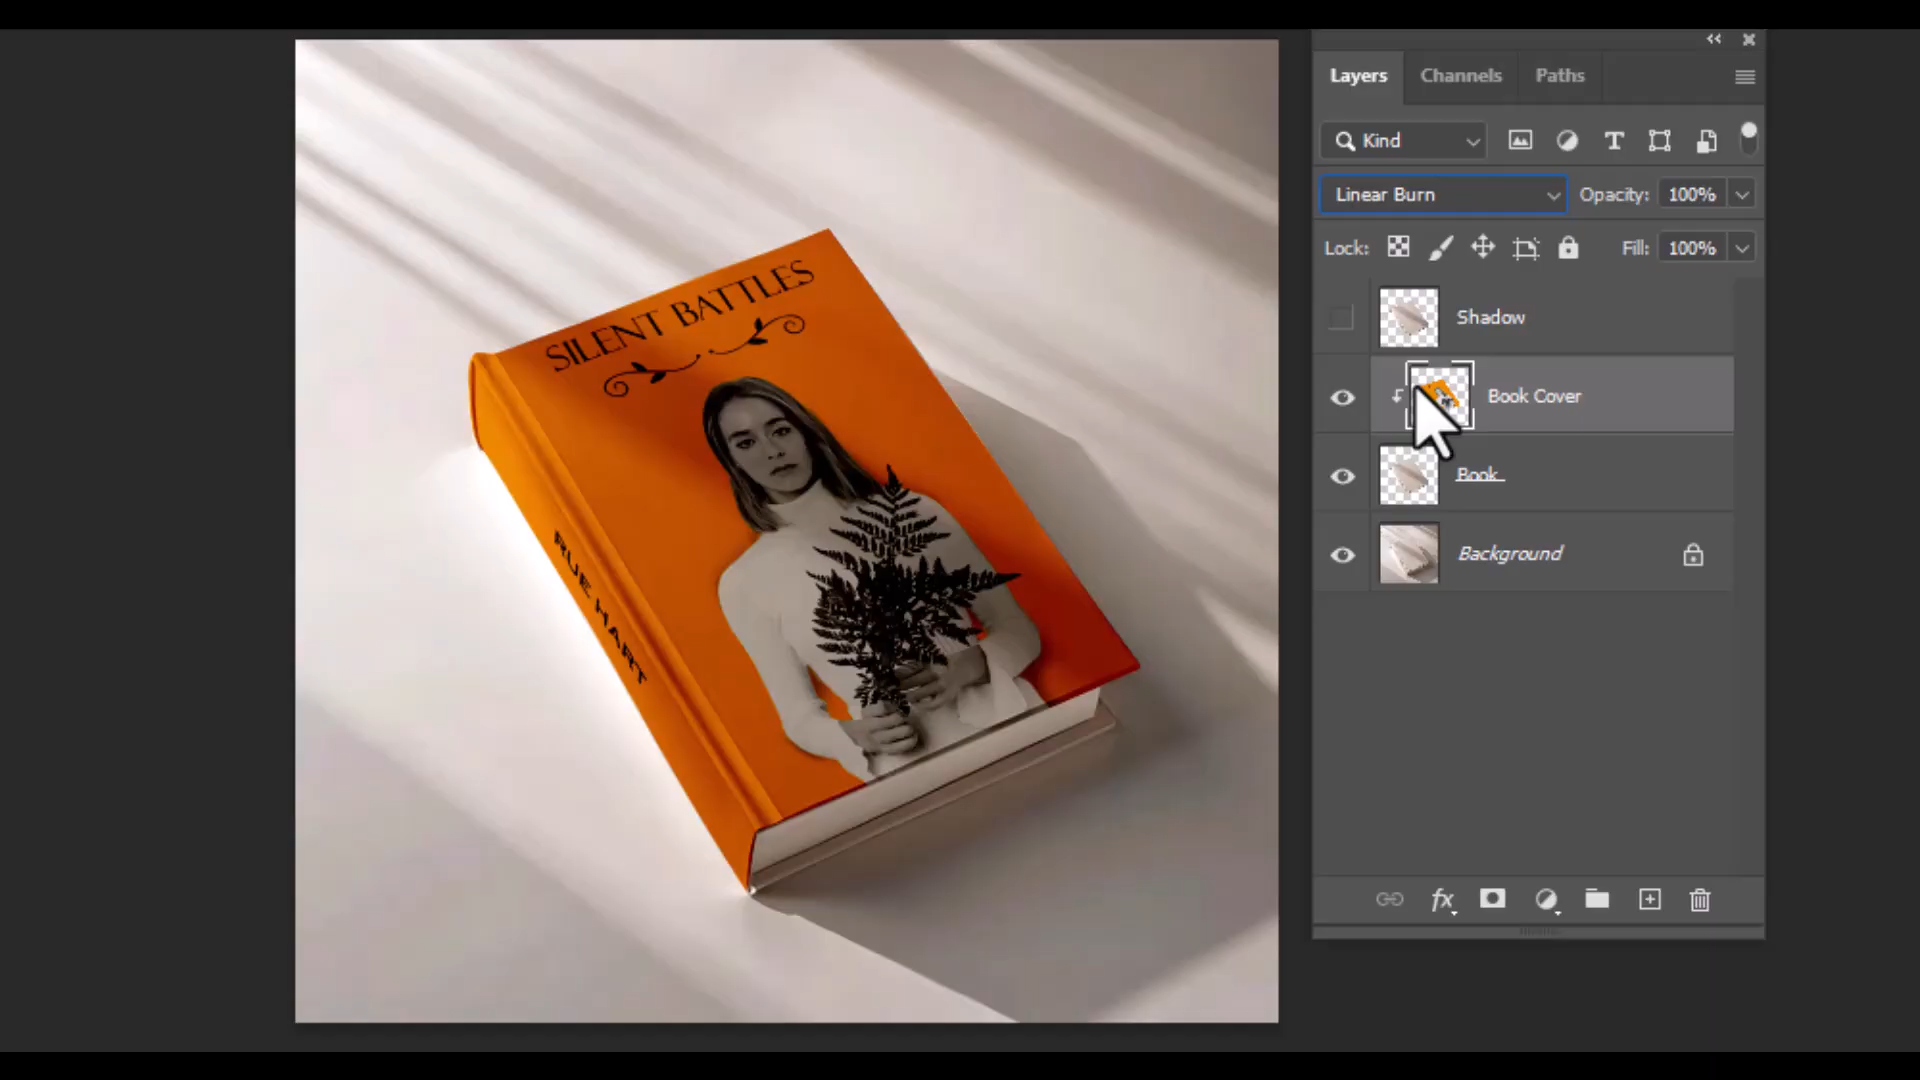 Layers Channels Paths
Kind
Linear Burn Opacity: 100%
Lock: Fill: 100%
Shadow
Book Cover
Book
Background
fx
SILENT BATTLES
RUE HART